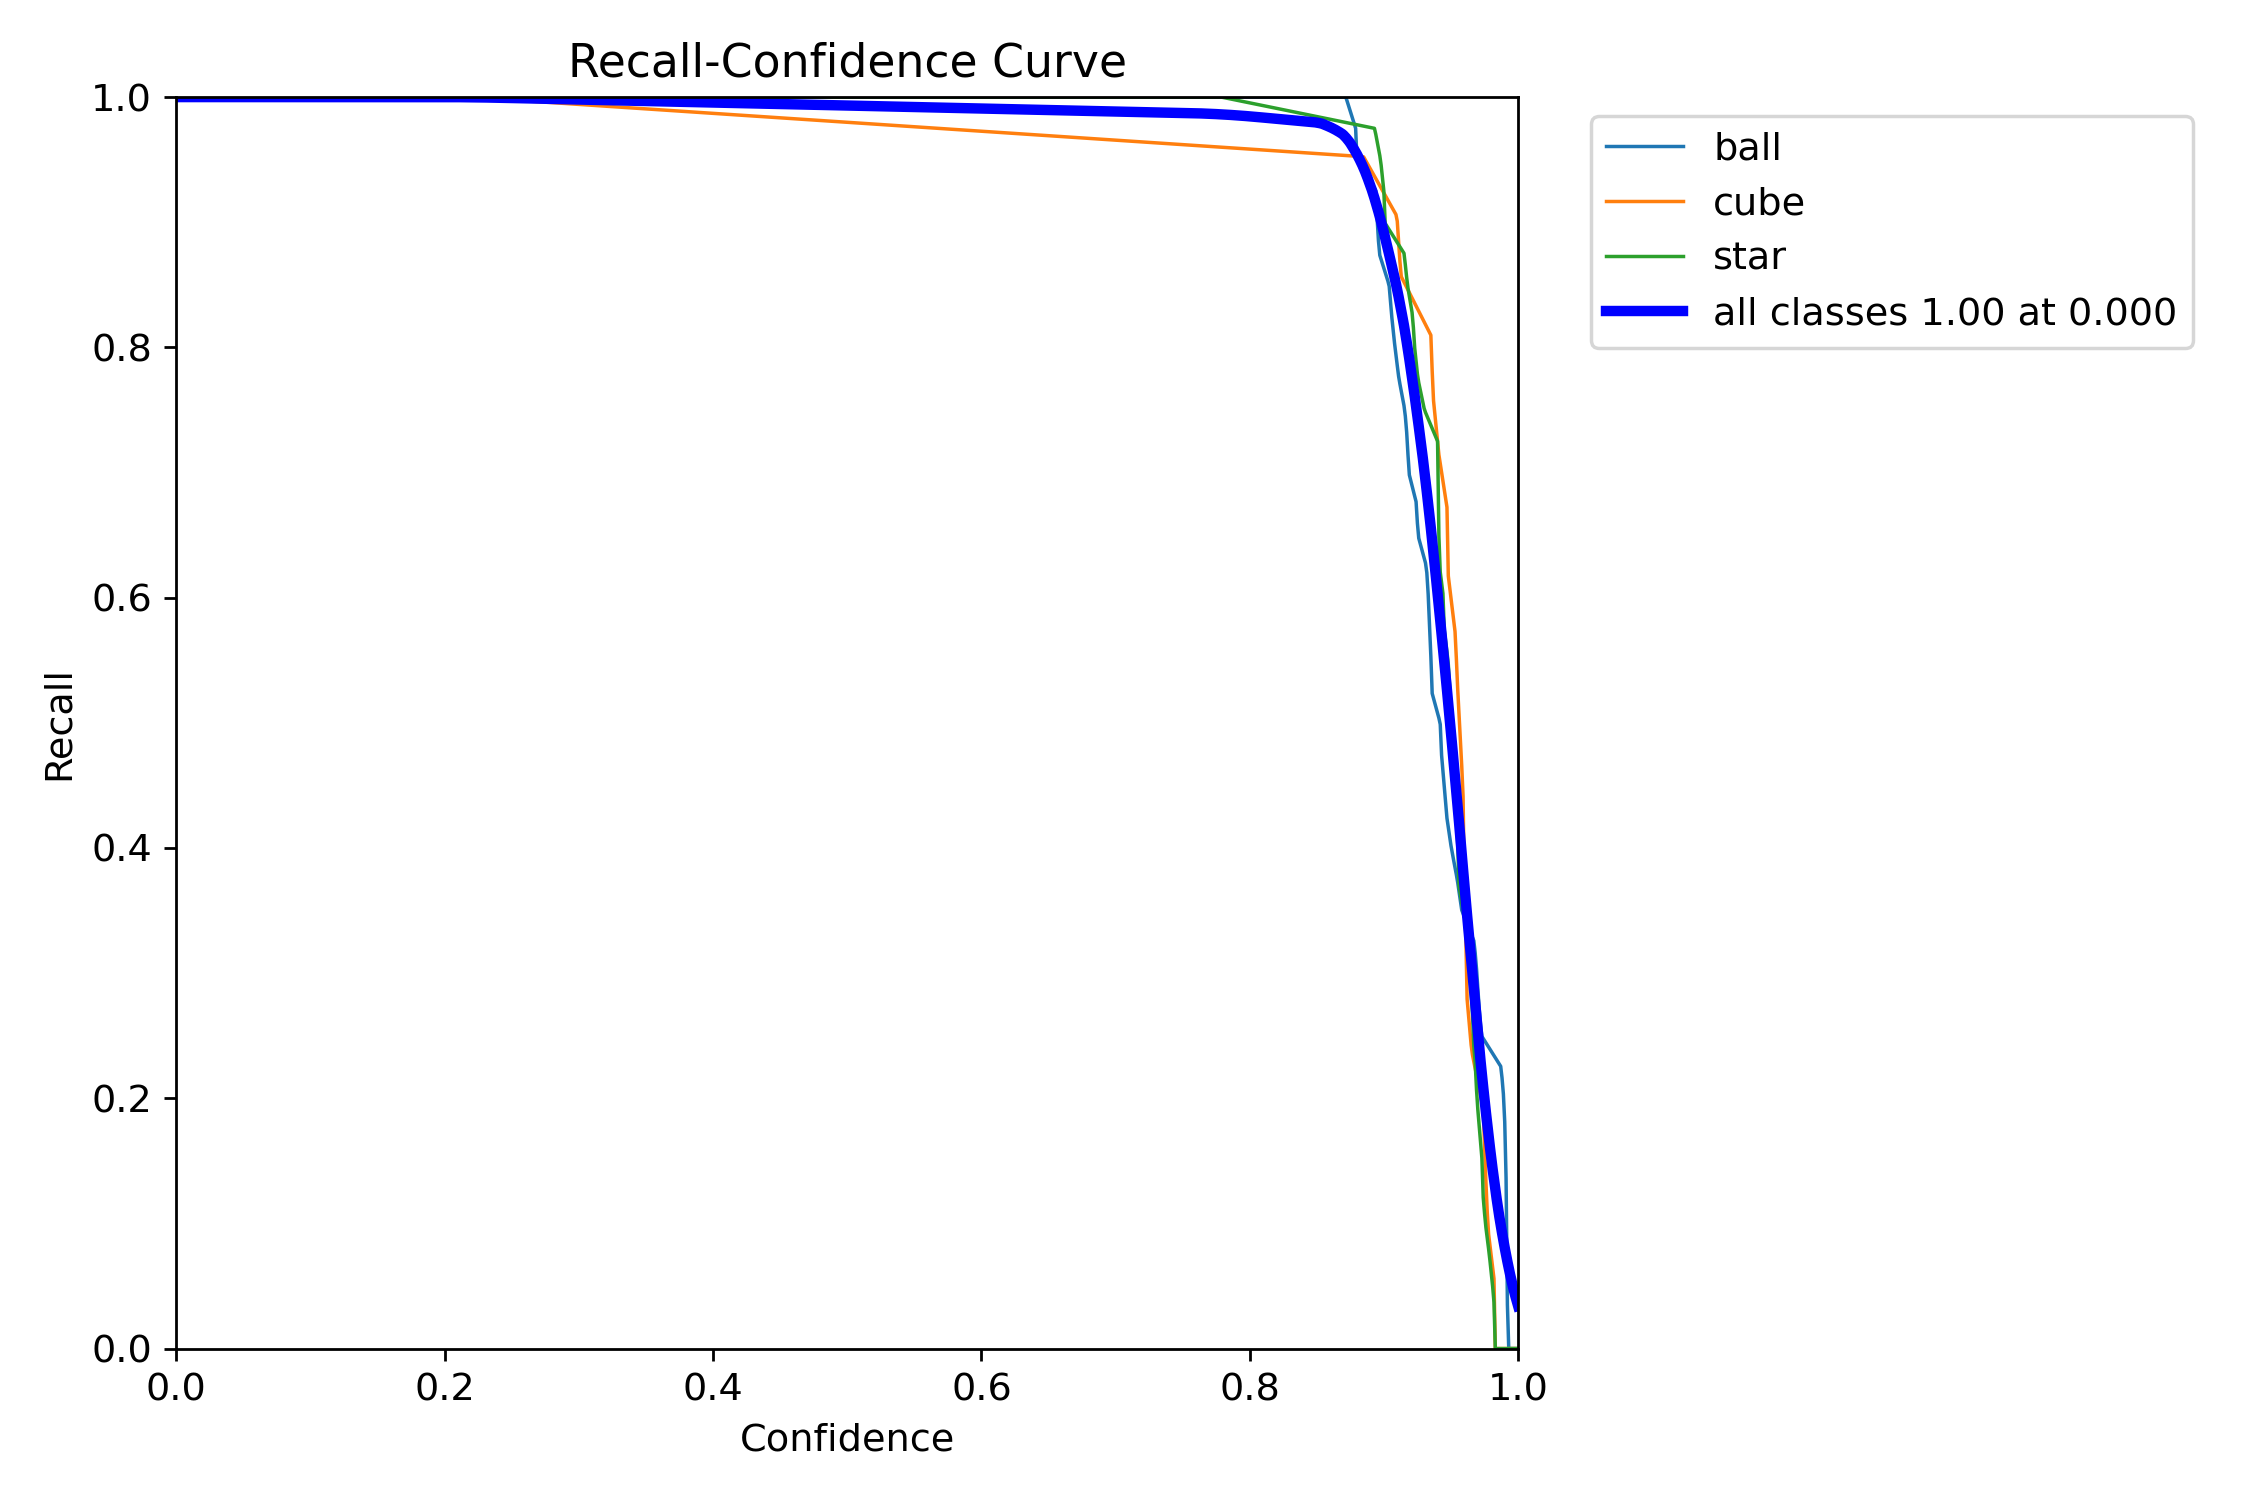 Recall-Confidence Curve
1.0
0.8
0.6
0.4
0.2
0.0
Recall
0.0 0.2 0.4 0.6 0.8 1.0
Confidence
ball
cube
star
all classes 1.00 at 0.000